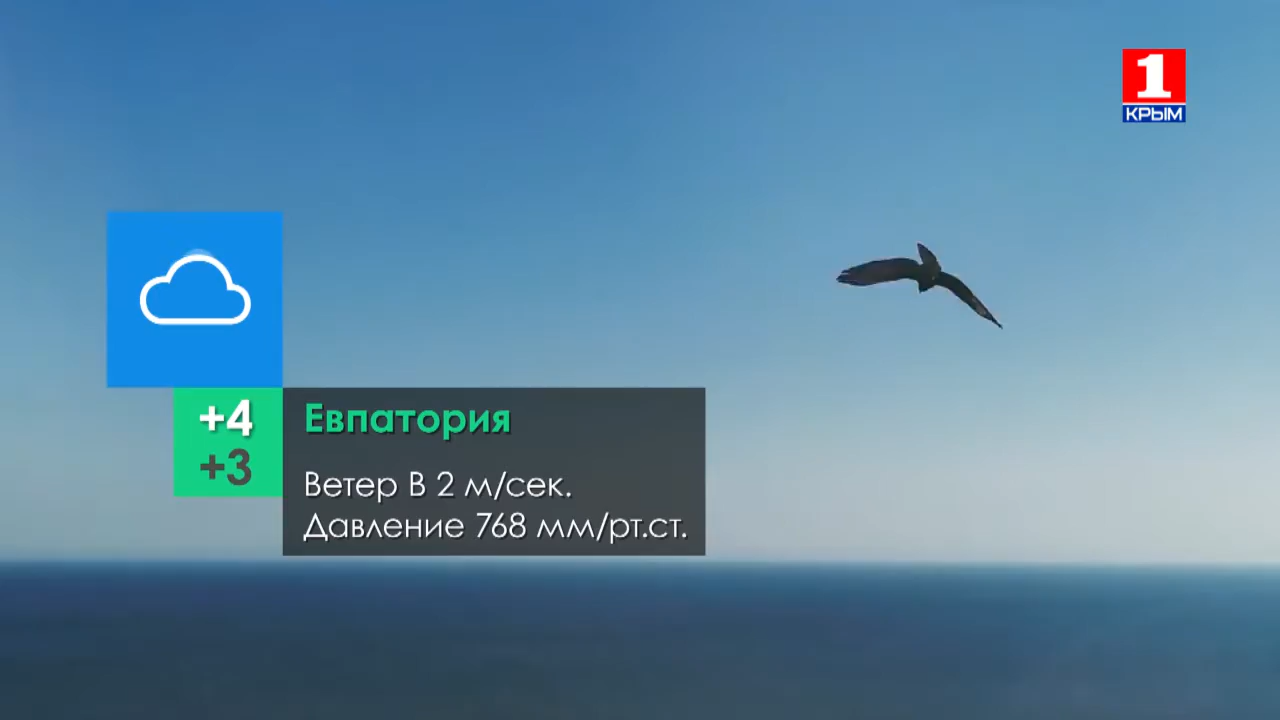 1
КРЫМ
+4
+3
Евпатория
Ветер В 2 м/сек.
Давление 768 мм/рт.ст.